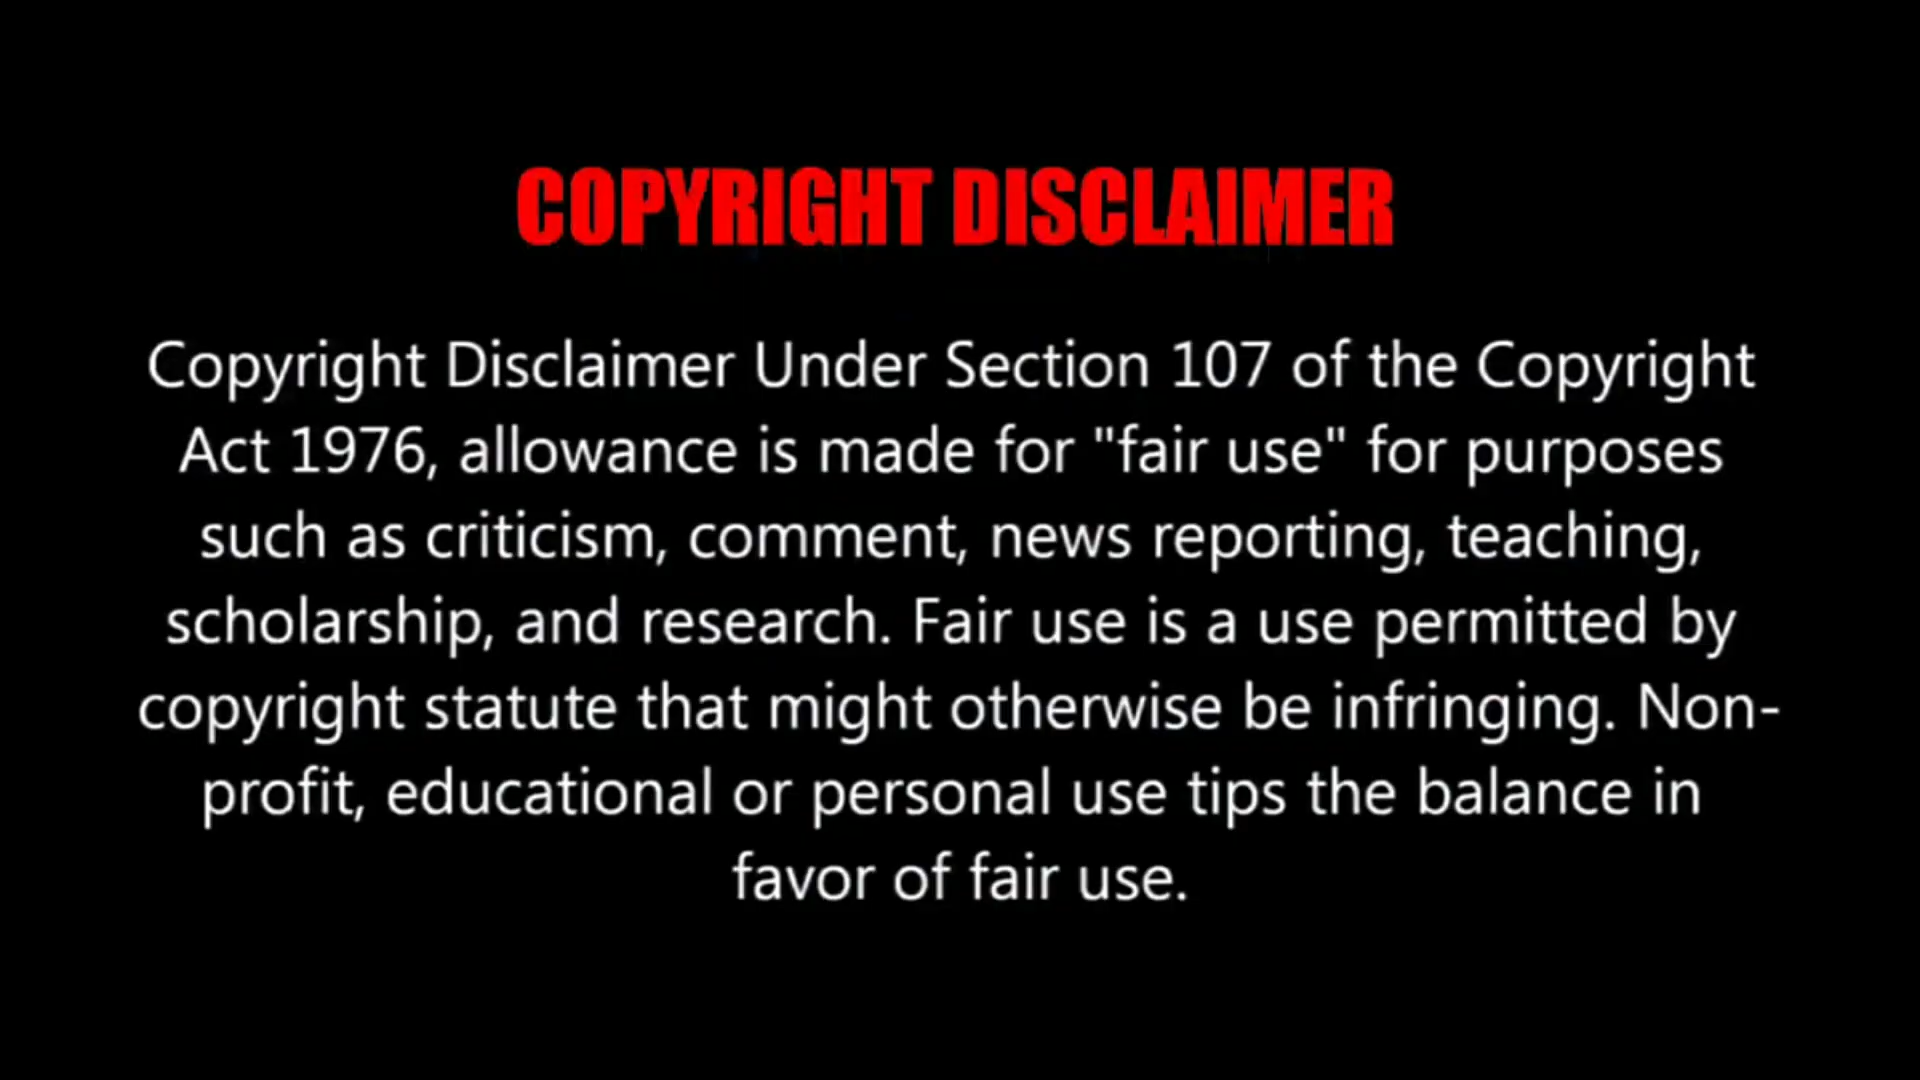 COPYRIGHT DISCLAIMER
Copyright Disclaimer Under Section 107 of the Copyright
Act 1976, allowance is made for "fair use" for purposes
such as criticism, comment, news reporting, teaching,
scholarship, and research. Fair use is a use permitted by
copyright statute that might otherwise be infringing. Non-
profit, educational or personal use tips the balance in
favor of fair use.